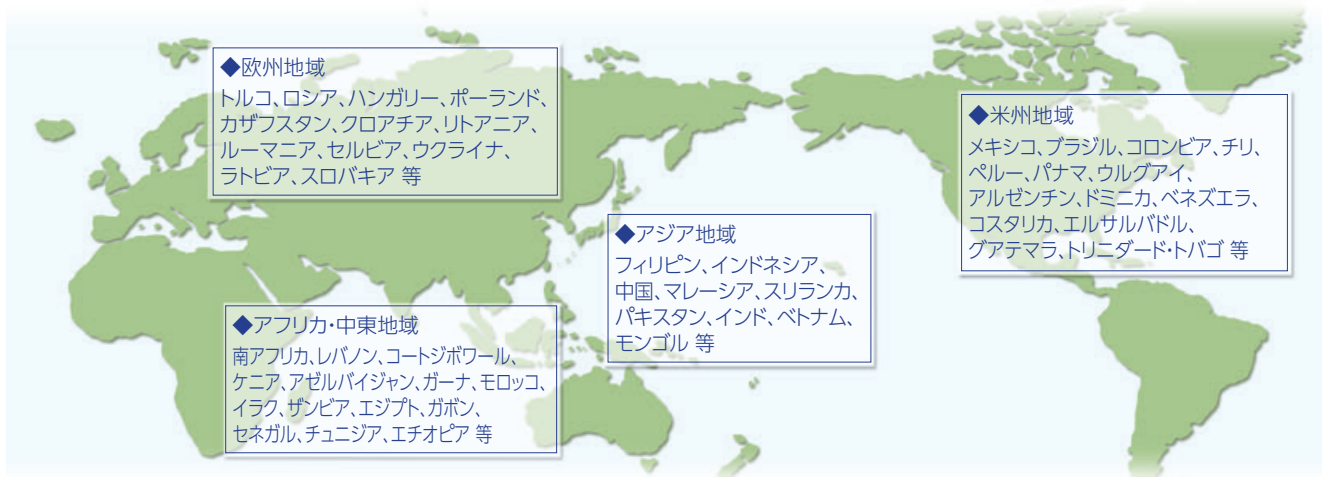 ◆欧州地域
トルコ、ロシア、ハンガリー、ポーランド、
カザフスタン、クロアチア、リトアニア、
ルーマニア、セルビア、ウクライナ、
ラトビア、スロバキア 等
◆米州地域
メキシコ、ブラジル、コロンビア、チリ、
ペルー、パナマ、ウルグアイ、
アルゼンチン、ドミニカ、ベネズエラ、
コスタリカ、エルサルバドル、
グアテマラ、トリニダード・トバゴ 等
◆アジア地域
フィリピン、インドネシア、
中国、マレーシア、スリランカ、
パキスタン、インド、ベトナム、
モンゴル 等
◆アフリカ・中東地域
南アフリカ、レバノン、コートジボワール、
ケニア、アゼルバイジャン、ガーナ、モロッコ、
イラク、ザンビア、エジプト、ガボン、
セネガル、チュニジア、エチオピア 等